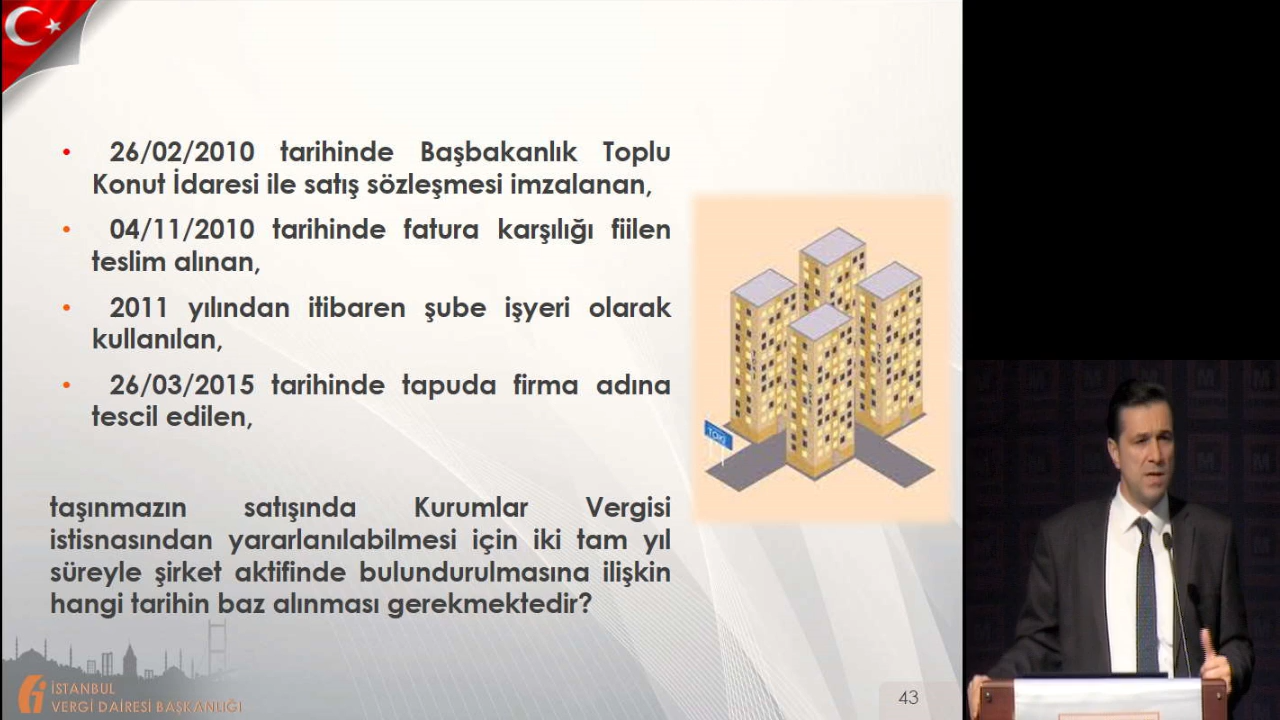 26/02/2010 tarihinde Başbakanlık Toplu
Konut İdaresi ile satış sözleşmesi imzalanan,
04/11/2010 tarihinde fatura karşılığı fiilen
teslim alınan,
2011 yılından itibaren şube işyeri olarak
kullanılan,
26/03/2015 tarihinde tapuda firma adına
tescil edilen,
TOKİ
taşınmazın satışında Kurumlar Vergisi
istisnasından yararlanılabilmesi için iki tam yıl
süreyle şirket aktifinde bulundurulmasına ilişkin
hangi tarihin baz alınması gerekmektedir?
İSTANBUL
VERGİ DAİRESİ BAŞKANLIĞI
43